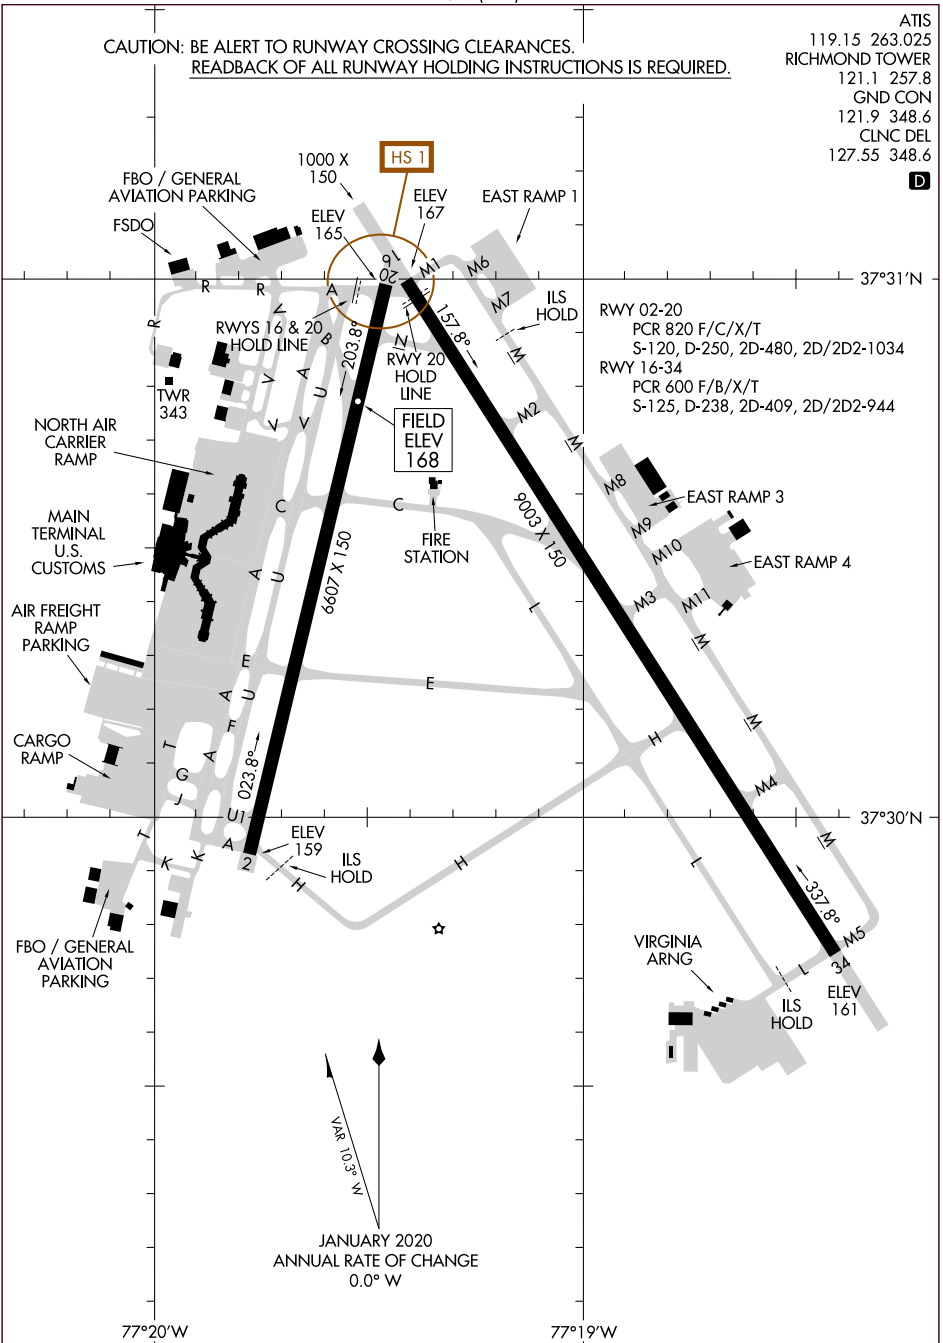 CAUTION: BE ALERT TO RUNWAY CROSSING CLEARANCES.
READBACK OF ALL RUNWAY HOLDING INSTRUCTIONS IS REQUIRED.
ATIS
119.15 263.025
RICHMOND TOWER
121.1 257.8
GND CON
121.9 348.6
CLNC DEL
127.55 348.6
D
HS 1
1000 X
150
FBO / GENERAL
AVIATION PARKING
FSDO
ELEV
165
ELEV
167
EAST RAMP 1
16
20
M1
M6
M7
37°31'N
R
R
R
V
A
RWYS 16 & 20
HOLD LINE
B
203.8°
N
RWY 20
HOLD
LINE
157.8°
ILS
HOLD
M
RWY 02-20
PCR 820 F/C/X/T
S-120, D-250, 2D-480, 2D/2D2-1034
RWY 16-34
PCR 600 F/B/X/T
S-125, D-238, 2D-409, 2D/2D2-944
V
V
A
U
V
V
TWR
343
FIELD
ELEV
168
M2
M
NORTH AIR
CARRIER
RAMP
C
C
FIRE
STATION
M8
EAST RAMP 3
M9
M10
EAST RAMP 4
MAIN
TERMINAL
U.S.
CUSTOMS
6607 X 150
9003 X 150
A
U
L
M3
M11
M
AIR FREIGHT
RAMP
PARKING
E
E
A
U
F
A
T
G
J
023.8°
H
M
M4
CARGO
RAMP
U1
37°30'N
T
K
K
A
2
ELEV
159
ILS
HOLD
H
H
L
M
337.8°
M5
FBO / GENERAL
AVIATION
PARKING
VIRGINIA
ARNG
L
34
ILS
HOLD
ELEV
161
VAR 10.3° W
JANUARY 2020
ANNUAL RATE OF CHANGE
0.0° W
77°20'W
77°19'W